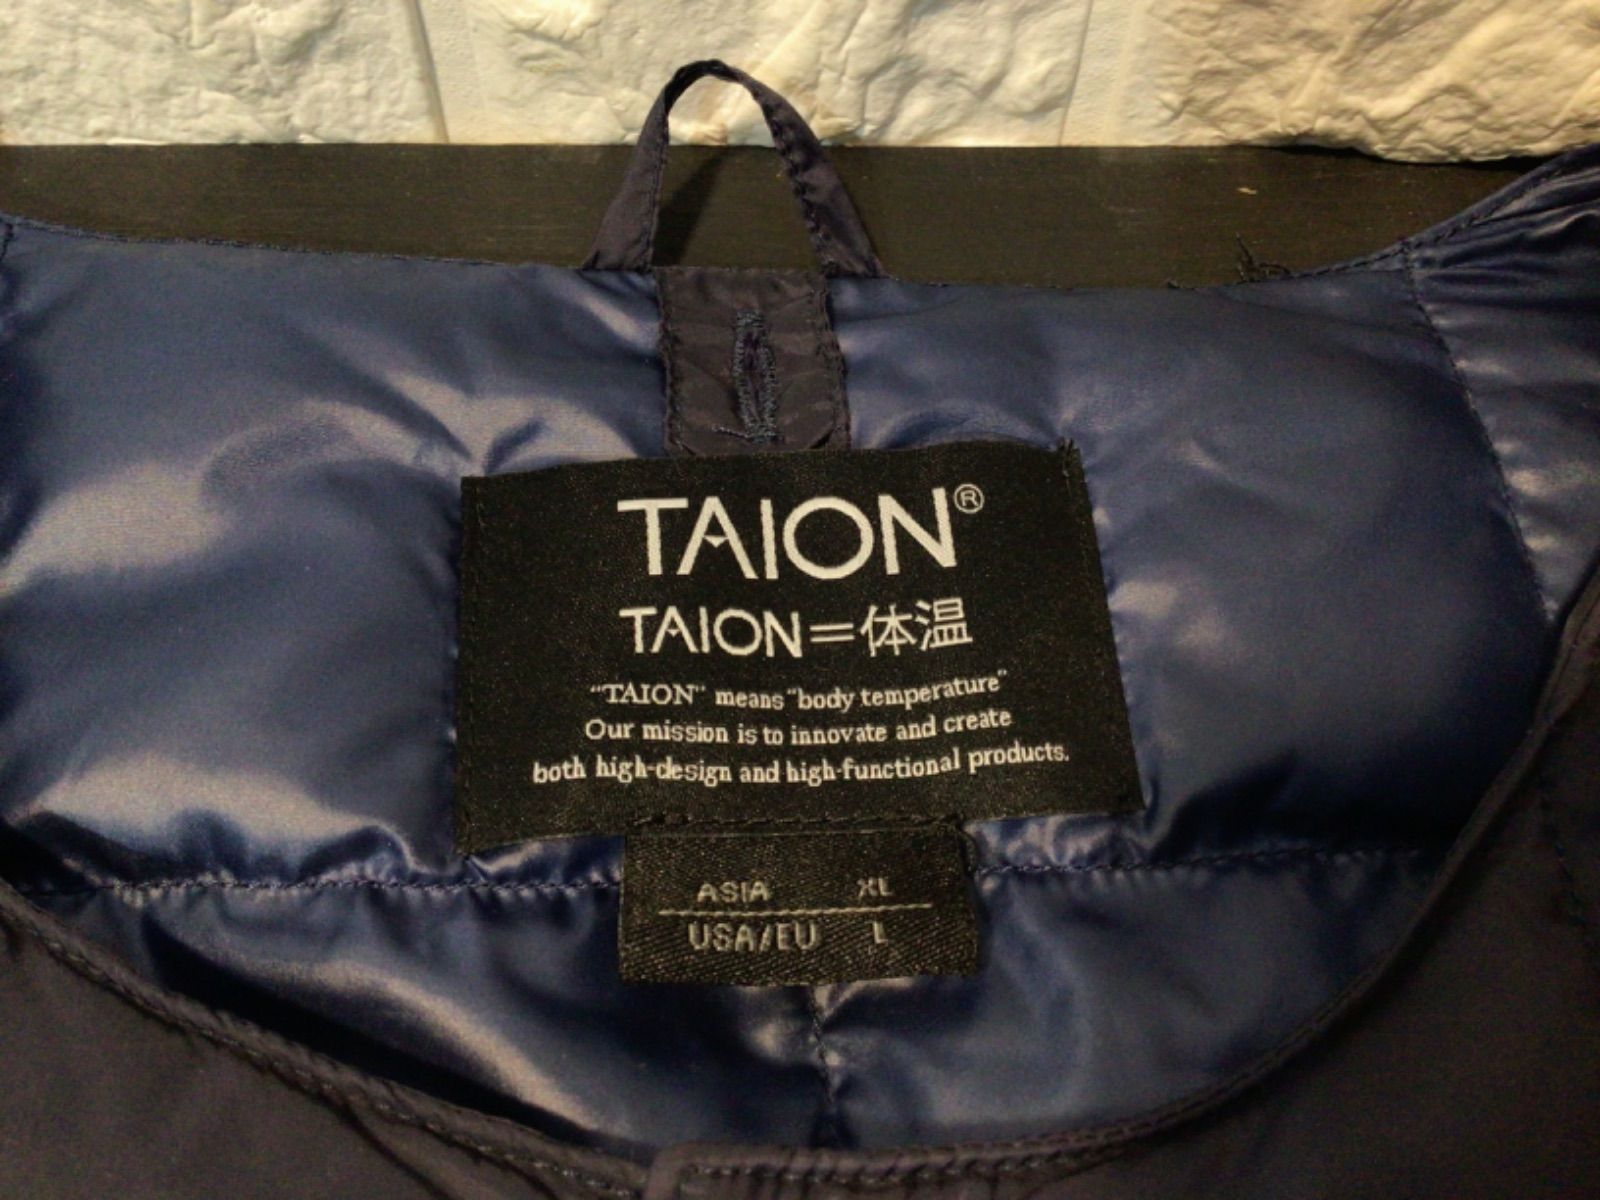 TAION®
TAION=体温
"TAION" means "body temperature"
Our mission is to innovate and create
both high-design and high-functional products.
ASIA XL
USA/EU L